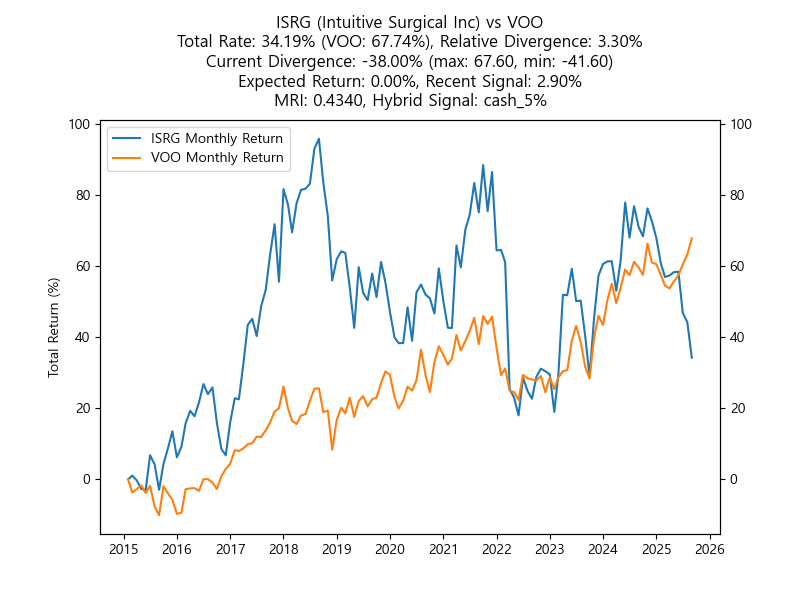 ISRG (Intuitive Surgical Inc) vs VOO
Total Rate: 34.19% (VOO: 67.74%), Relative Divergence: 3.30%
Current Divergence: -38.00% (max: 67.60, min: -41.60)
Expected Return: 0.00%, Recent Signal: 2.90%
MRI: 0.4340, Hybrid Signal: cash_5%
ISRG Monthly Return
VOO Monthly Return
Total Return (%)
100
80
60
40
20
0
100
80
60
40
20
0
2015 2016 2017 2018 2019 2020 2021 2022 2023 2024 2025 2026